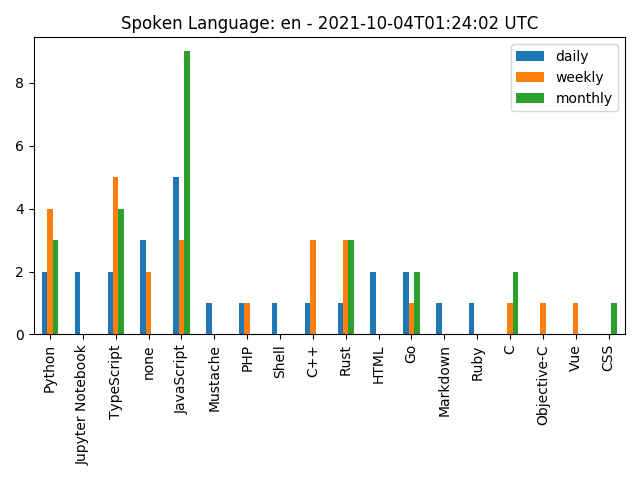 Spoken Language: en - 2021-10-04T01:24:02 UTC
daily
weekly
monthly
8
6
4
2
0
Python
Jupyter Notebook
TypeScript
none
JavaScript
Mustache
PHP
Shell
C++
Rust
HTML
Go
Markdown
Ruby
C
Objective-C
Vue
CSS